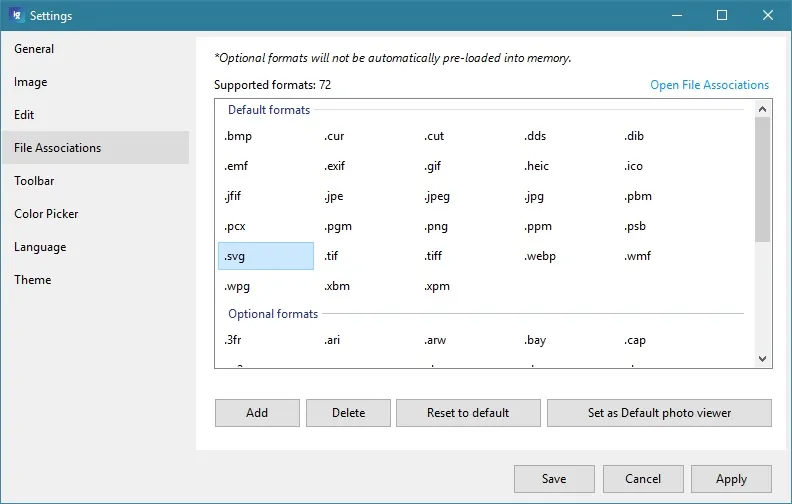 Settings
General
Image
Edit
File Associations
Toolbar
Color Picker
Language
Theme
*Optional formats will not be automatically pre-loaded into memory.
Supported formats: 72 Open File Associations
Default formats
.bmp .cur .cut .dds .dib
.emf .exif .gif .heic .ico
.jfif .jpe .jpeg .jpg .pbm
.pcx .pgm .png .ppm .psb
.svg .tif .tiff .webp .wmf
.wpg .xbm .xpm
Optional formats
.3fr .ari .arw .bay .cap
Add Delete Reset to default Set as Default photo viewer
Save Cancel Apply